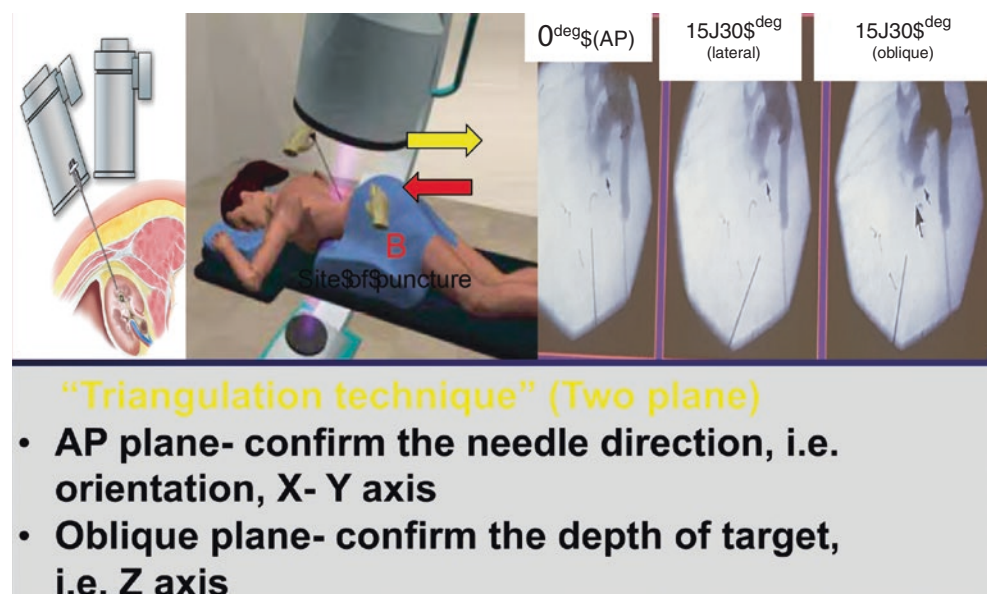 0deg$(AP)
15J30$deg
(lateral)
15J30$deg
(oblique)
B
Site$of$puncture
“Triangulation technique” (Two plane)
• AP plane- confirm the needle direction, i.e.
orientation, X- Y axis
• Oblique plane- confirm the depth of target,
i.e. Z axis